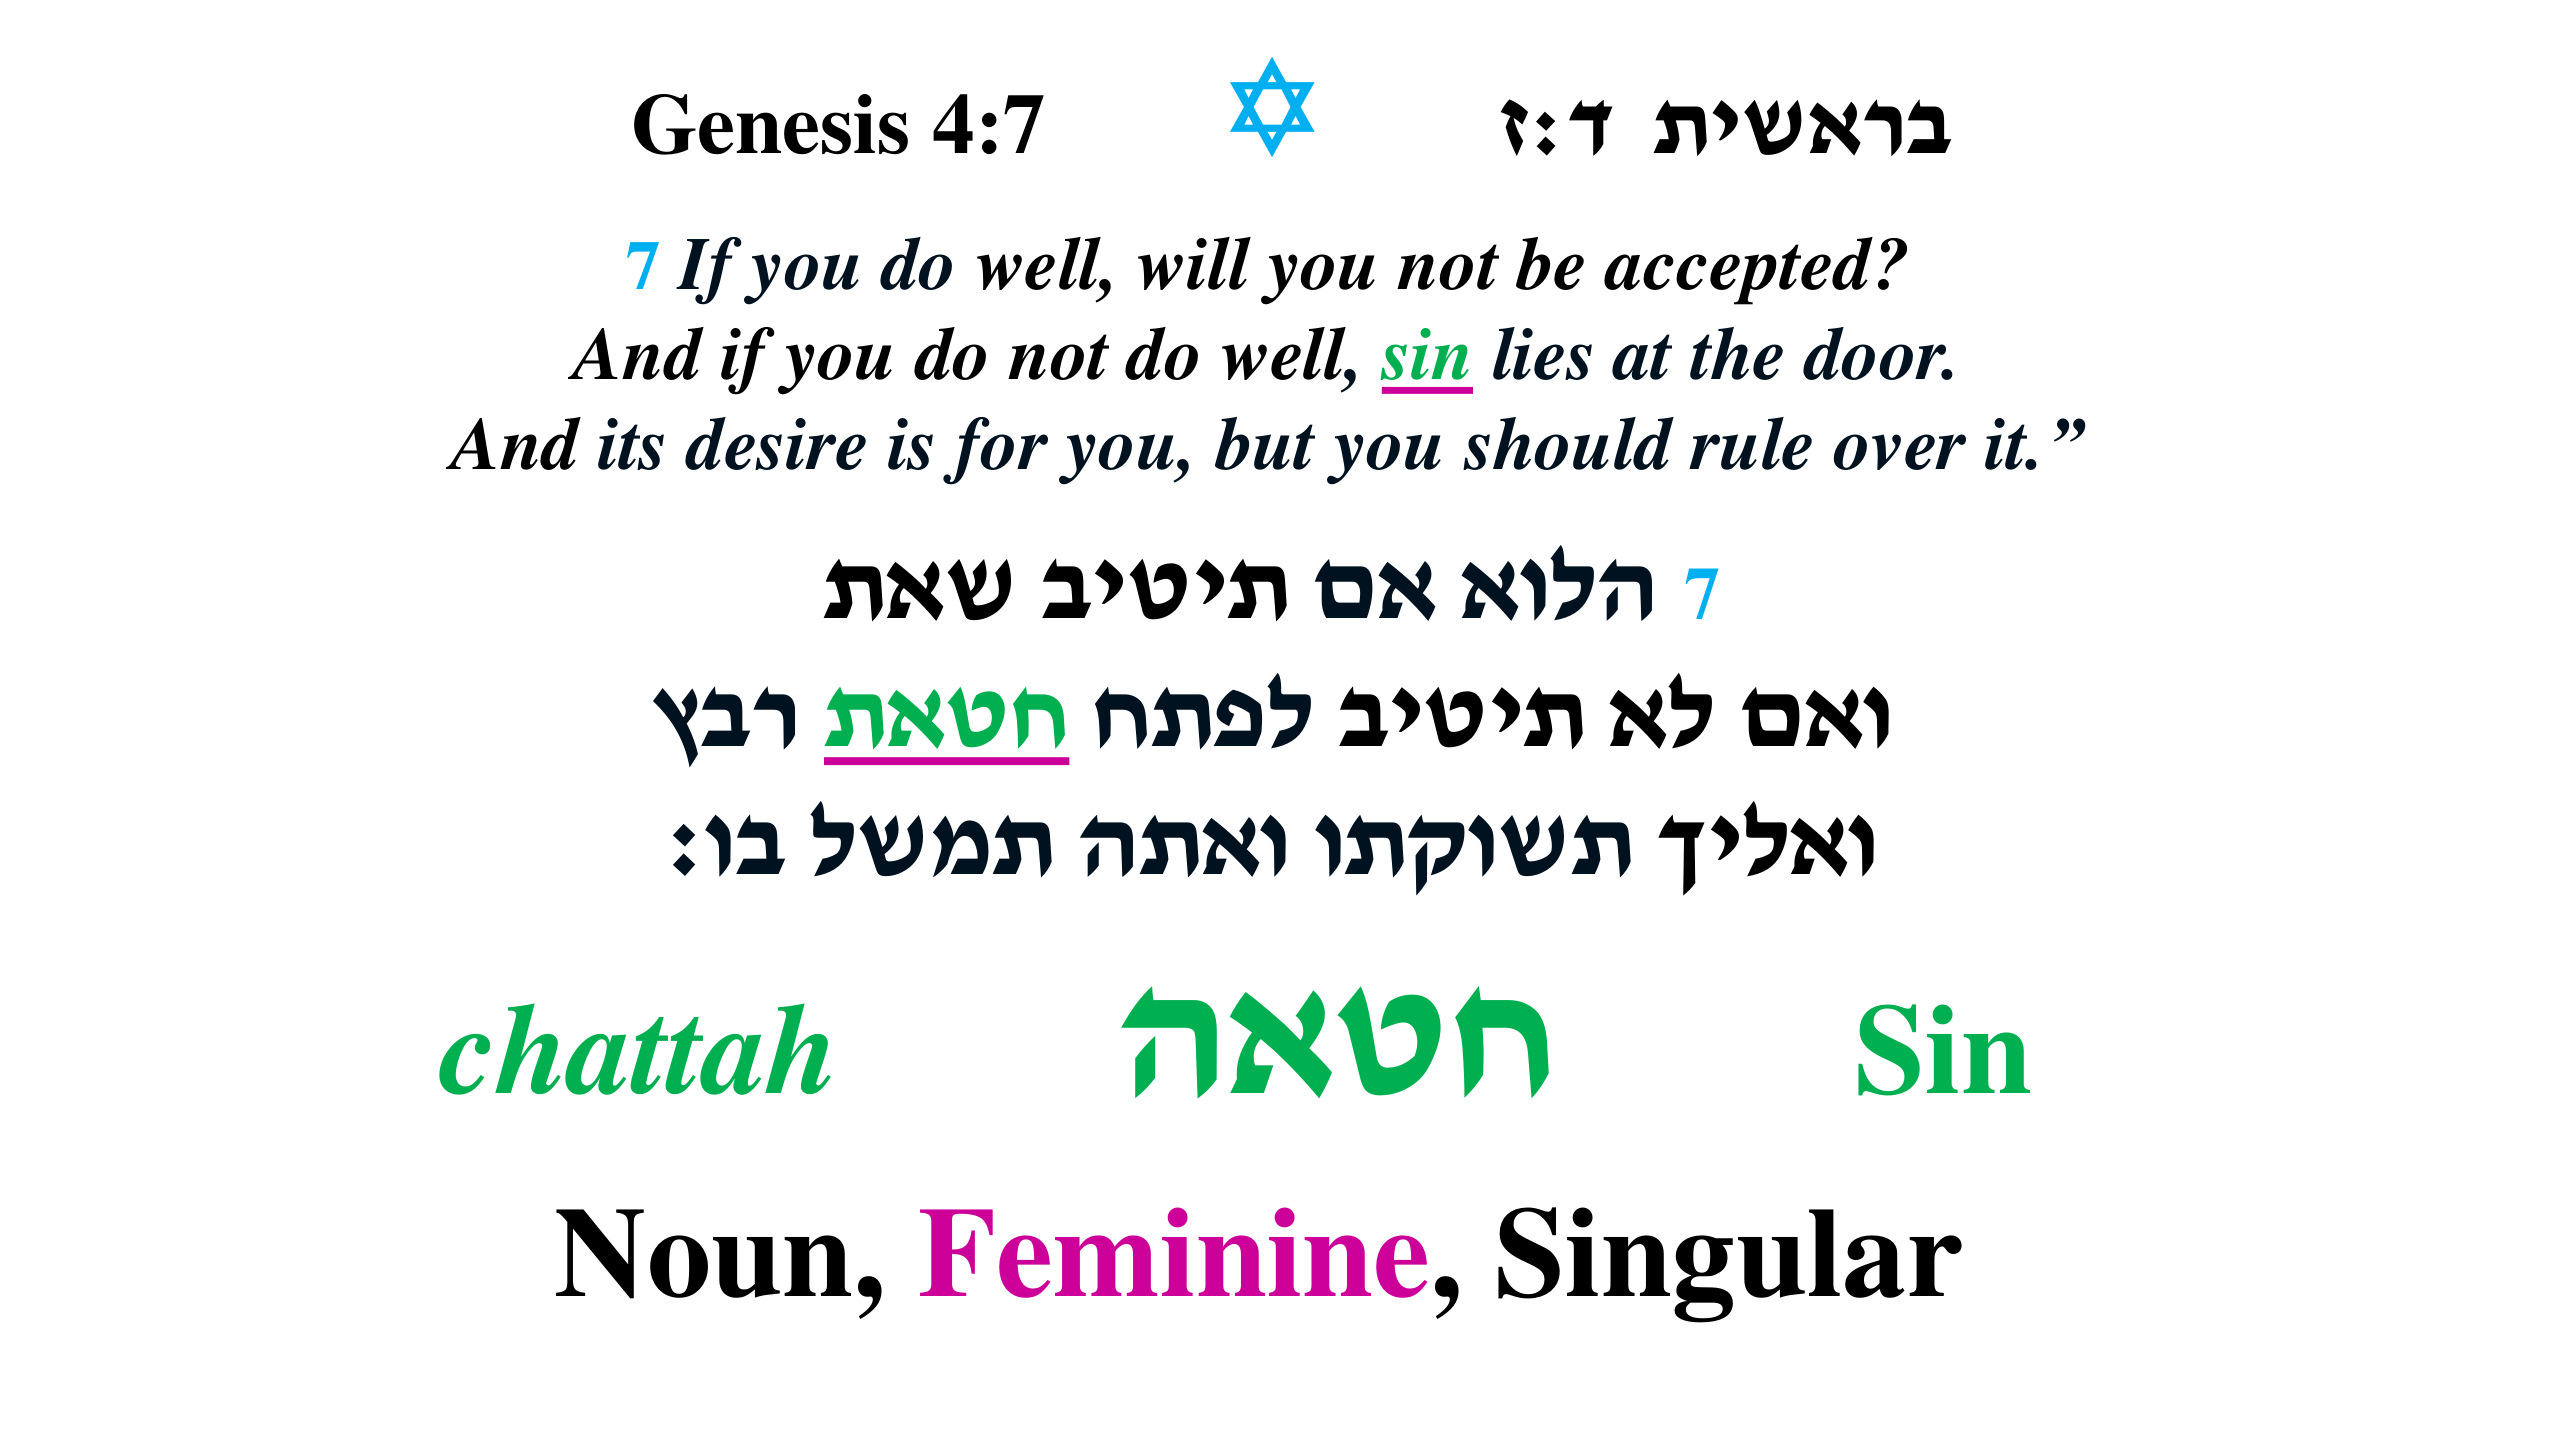 Genesis 4:7 ✡ בראשית ד:ז
7 If you do well, will you not be accepted?
And if you do not do well, sin lies at the door.
And its desire is for you, but you should rule over it.”
7 הלוא אם תיטיב שאת
ואם לא תיטיב לפתח חטאת רבץ
ואליך תשוקתו ואתה תמשל בו:
chattah חטאה Sin
Noun, Feminine, Singular